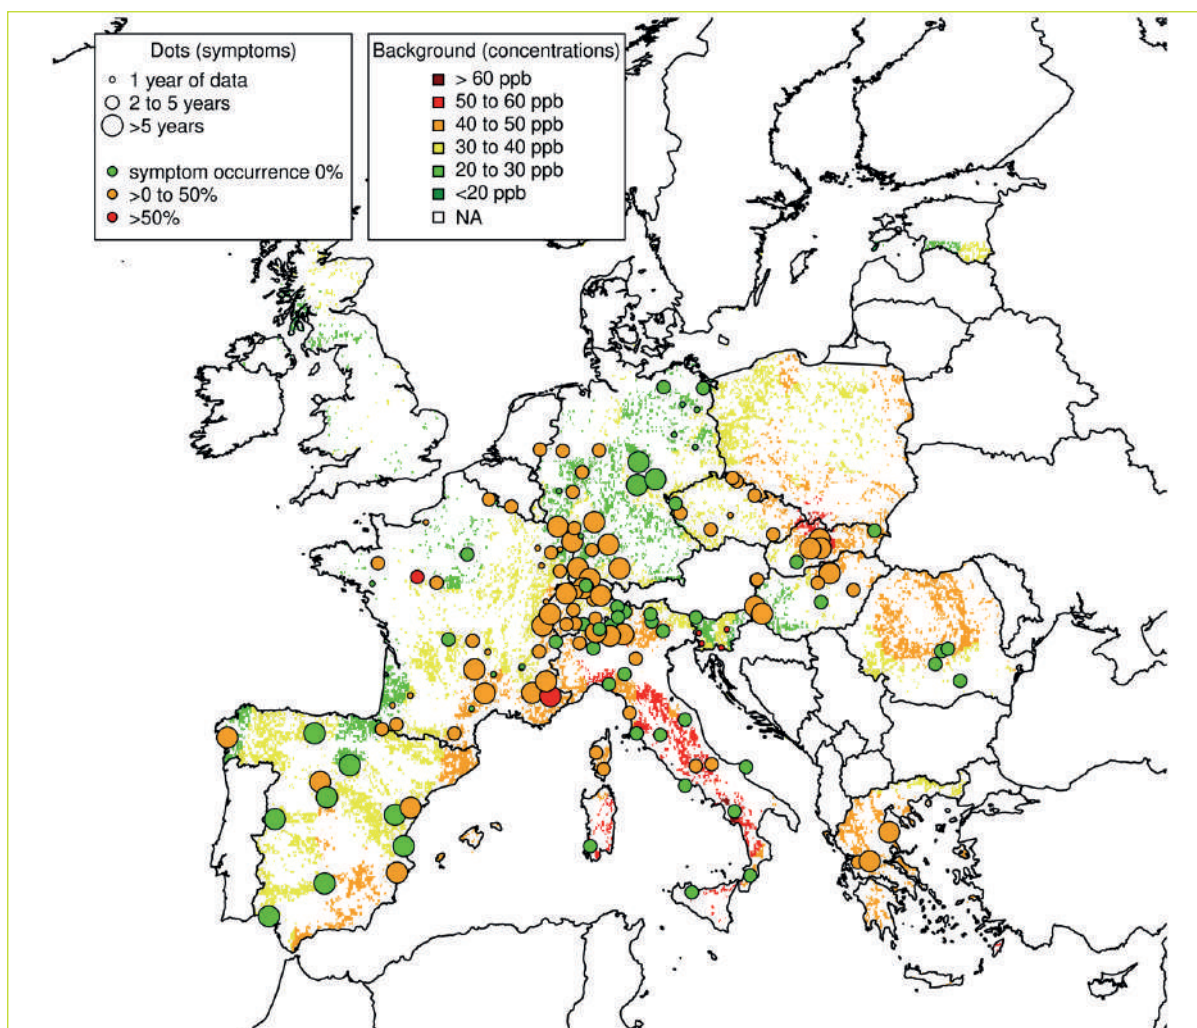 Dots (symptoms)
1 year of data
2 to 5 years
>5 years
symptom occurrence 0%
>0 to 50%
>50%
Background (concentrations)
> 60 ppb
50 to 60 ppb
40 to 50 ppb
30 to 40 ppb
20 to 30 ppb
<20 ppb
NA